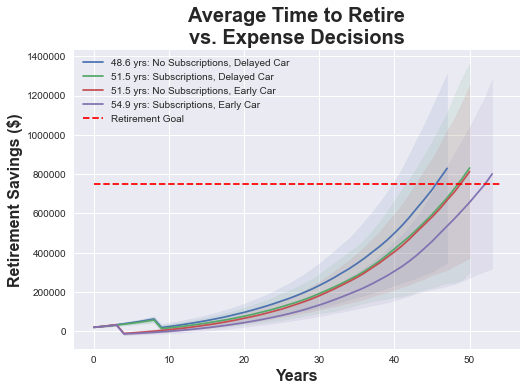 Average Time to Retire
vs. Expense Decisions
48.6 yrs: No Subscriptions, Delayed Car
51.5 yrs: Subscriptions, Delayed Car
51.5 yrs: No Subscriptions, Early Car
54.9 yrs: Subscriptions, Early Car
Retirement Goal
Retirement Savings ($)
1400000
1200000
1000000
800000
600000
400000
200000
0
0 10 20 30 40 50
Years